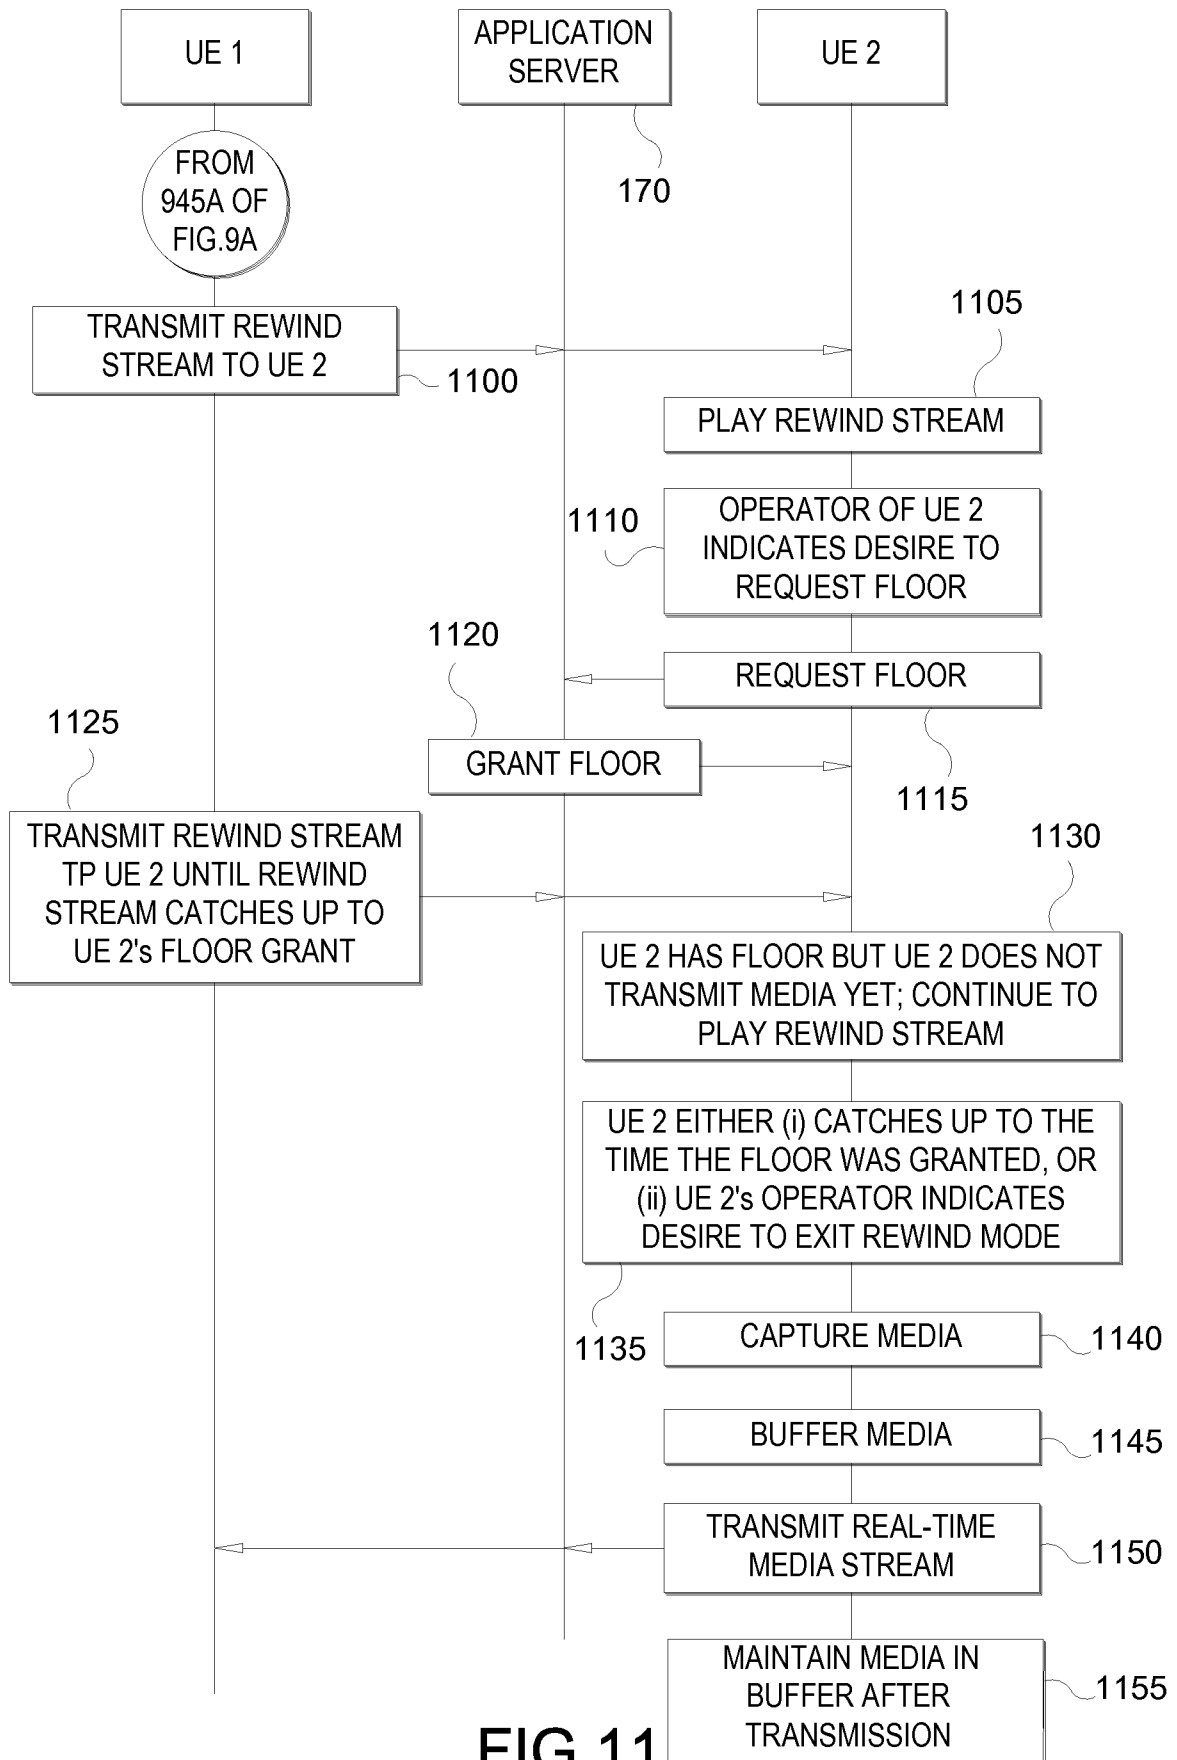 UE 1
APPLICATION
SERVER
UE 2
170
FROM
945A OF
FIG.9A
TRANSMIT REWIND
STREAM TO UE 2
1100
1105
PLAY REWIND STREAM
1110
OPERATOR OF UE 2
INDICATES DESIRE TO
REQUEST FLOOR
1120
REQUEST FLOOR
1115
GRANT FLOOR
1125
TRANSMIT REWIND STREAM
TP UE 2 UNTIL REWIND
STREAM CATCHES UP TO
UE 2's FLOOR GRANT
1130
UE 2 HAS FLOOR BUT UE 2 DOES NOT
TRANSMIT MEDIA YET; CONTINUE TO
PLAY REWIND STREAM
UE 2 EITHER (i) CATCHES UP TO THE
TIME THE FLOOR WAS GRANTED, OR
(ii) UE 2's OPERATOR INDICATES
DESIRE TO EXIT REWIND MODE
1135
CAPTURE MEDIA
1140
BUFFER MEDIA
1145
TRANSMIT REAL-TIME
MEDIA STREAM
1150
MAINTAIN MEDIA IN
BUFFER AFTER
TRANSMISSION
1155
FIG.11